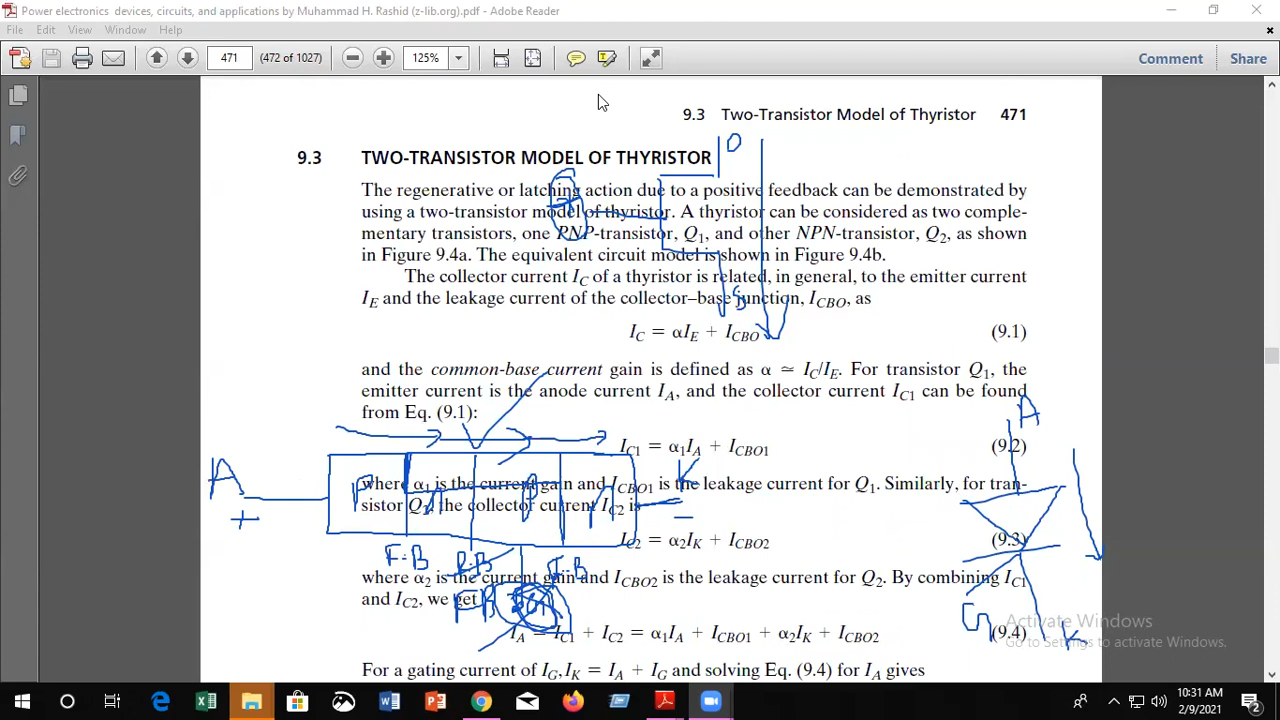 Power electronics devices, circuits, and applications by Muhammad H. Rashid (z-lib.org).pdf - Adobe Reader
File Edit View Window Help
471 (472 of 1027) 125% Comment Share
9.3 Two-Transistor Model of Thyristor 471
9.3 TWO-TRANSISTOR MODEL OF THYRISTOR
The regenerative or latching action due to a positive feedback can be demonstrated by
using a two-transistor model of thyristor. A thyristor can be considered as two comple-
mentary transistors, one PNP-transistor, Q1, and other NPN-transistor, Q2, as shown
in Figure 9.4a. The equivalent circuit model is shown in Figure 9.4b.
The collector current IC of a thyristor is related, in general, to the emitter current
IE and the leakage current of the collector–base junction, ICBO, as
IC = αIE + ICBO (9.1)
and the common-base current gain is defined as α ≃ IC/IE. For transistor Q1, the
emitter current is the anode current IA, and the collector current IC1 can be found
from Eq. (9.1):
IC1 = α1IA + ICBO1 (9.2)
where α1 is the current gain and ICBO1 is the leakage current for Q1. Similarly, for tran-
sistor Q2, the collector current IC2 is
IC2 = α2IK + ICBO2 (9.3)
where α2 is the current gain and ICBO2 is the leakage current for Q2. By combining IC1
and IC2, we get
IA = IC1 + IC2 = α1IA + ICBO1 + α2IK + ICBO2 (9.4)
For a gating current of IG, IK = IA + IG and solving Eq. (9.4) for IA gives
D
S
A
+
P n P n
K
−
F.B R.B F.B
FB
A
G
K
Activate Windows
Go to Settings to activate Windows.
10:31 AM
2/9/2021
2